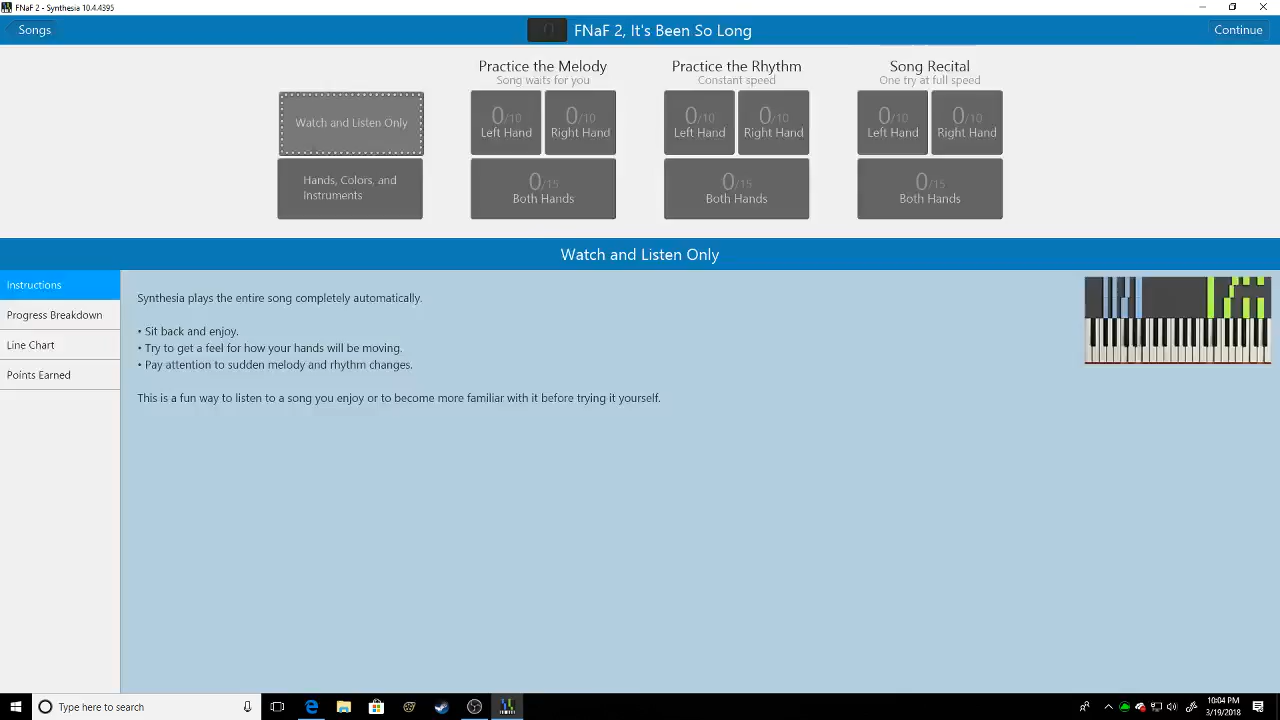 FNaF 2 - Synthesia 10.4.4395
Songs
FNaF 2, It's Been So Long
Continue
Practice the Melody
Song waits for you
Practice the Rhythm
Constant speed
Song Recital
One try at full speed
Watch and Listen Only
0/10
Left Hand
0/10
Right Hand
0/10
Left Hand
0/10
Right Hand
0/10
Left Hand
0/10
Right Hand
Hands, Colors, and
Instruments
0/15
Both Hands
0/15
Both Hands
0/15
Both Hands
Watch and Listen Only
Instructions
Progress Breakdown
Line Chart
Points Earned
Synthesia plays the entire song completely automatically.
• Sit back and enjoy.
• Try to get a feel for how your hands will be moving.
• Pay attention to sudden melody and rhythm changes.
This is a fun way to listen to a song you enjoy or to become more familiar with it before trying it yourself.
Type here to search
10:04 PM
3/19/2018